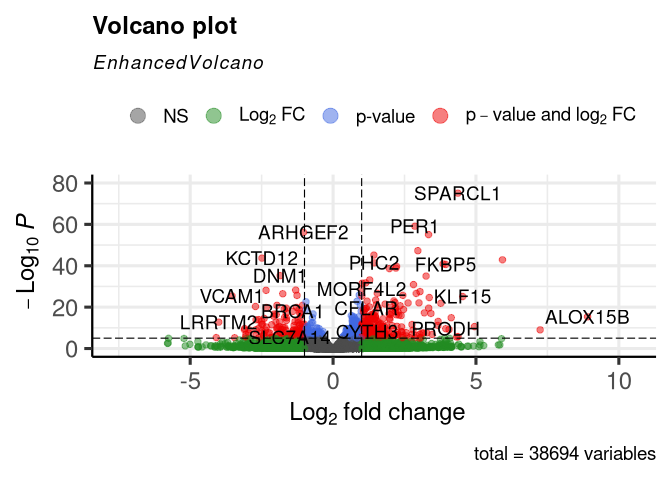 Volcano plot
EnhancedVolcano
NS Log2 FC p-value p − value and log2 FC
80
60
40
20
0
− Log10 P
SPARCL1
PER1
ARHGEF2
KCTD12
PHC2
FKBP5
DNM1
MORF4L2
VCAM1
KLF15
BRCA1
CFLAR
ALOX15B
LRRTM2
CYTH3
PRODH
SLC7A14
-5 0 5 10
Log2 fold change
total = 38694 variables